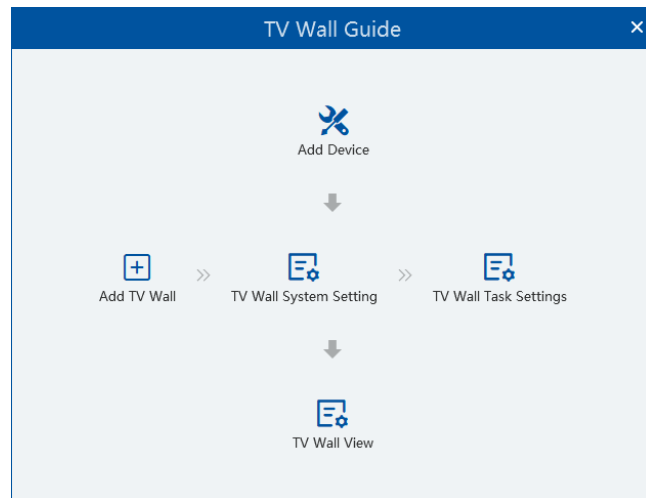 TV Wall Guide
Add Device
Add TV Wall
TV Wall System Setting
TV Wall Task Settings
TV Wall View